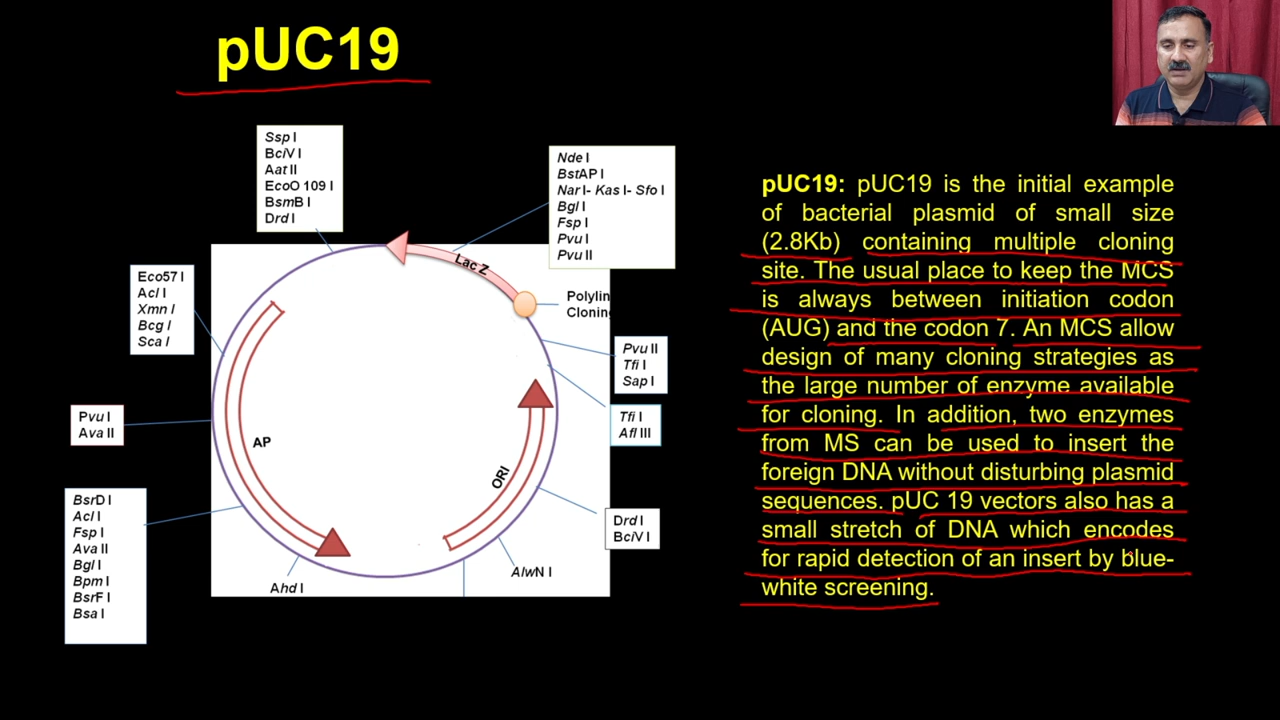 pUC19
Ssp I
BciV I
Aat II
EcoO 109 I
BsmB I
Drd I
Nde I
BstAP I
Nar I- Kas I- Sfo I
Bgl I
Fsp I
Pvu I
Pvu II
Lac Z
Eco57 I
Acl I
Xmn I
Bcg I
Sca I
Polylin
Cloning
Pvu II
Tfi I
Sap I
Tfi I
Afl III
Pvu I
Ava II
AP
ORI
BsrD I
Acl I
Fsp I
Ava II
Bgl I
Bpm I
BsrF I
Bsa I
Drd I
BciV I
AlwN I
Ahd I
pUC19: pUC19 is the initial example
of bacterial plasmid of small size
(2.8Kb) containing multiple cloning
site. The usual place to keep the MCS
is always between initiation codon
(AUG) and the codon 7. An MCS allow
design of many cloning strategies as
the large number of enzyme available
for cloning. In addition, two enzymes
from MS can be used to insert the
foreign DNA without disturbing plasmid
sequences. pUC 19 vectors also has a
small stretch of DNA which encodes
for rapid detection of an insert by blue-
white screening.